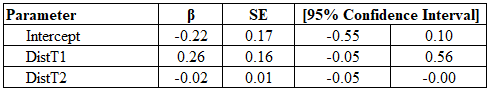 Parameter β SE [95% Confidence Interval]
Intercept -0.22 0.17 -0.55 0.10
DistT1 0.26 0.16 -0.05 0.56
DistT2 -0.02 0.01 -0.05 -0.00